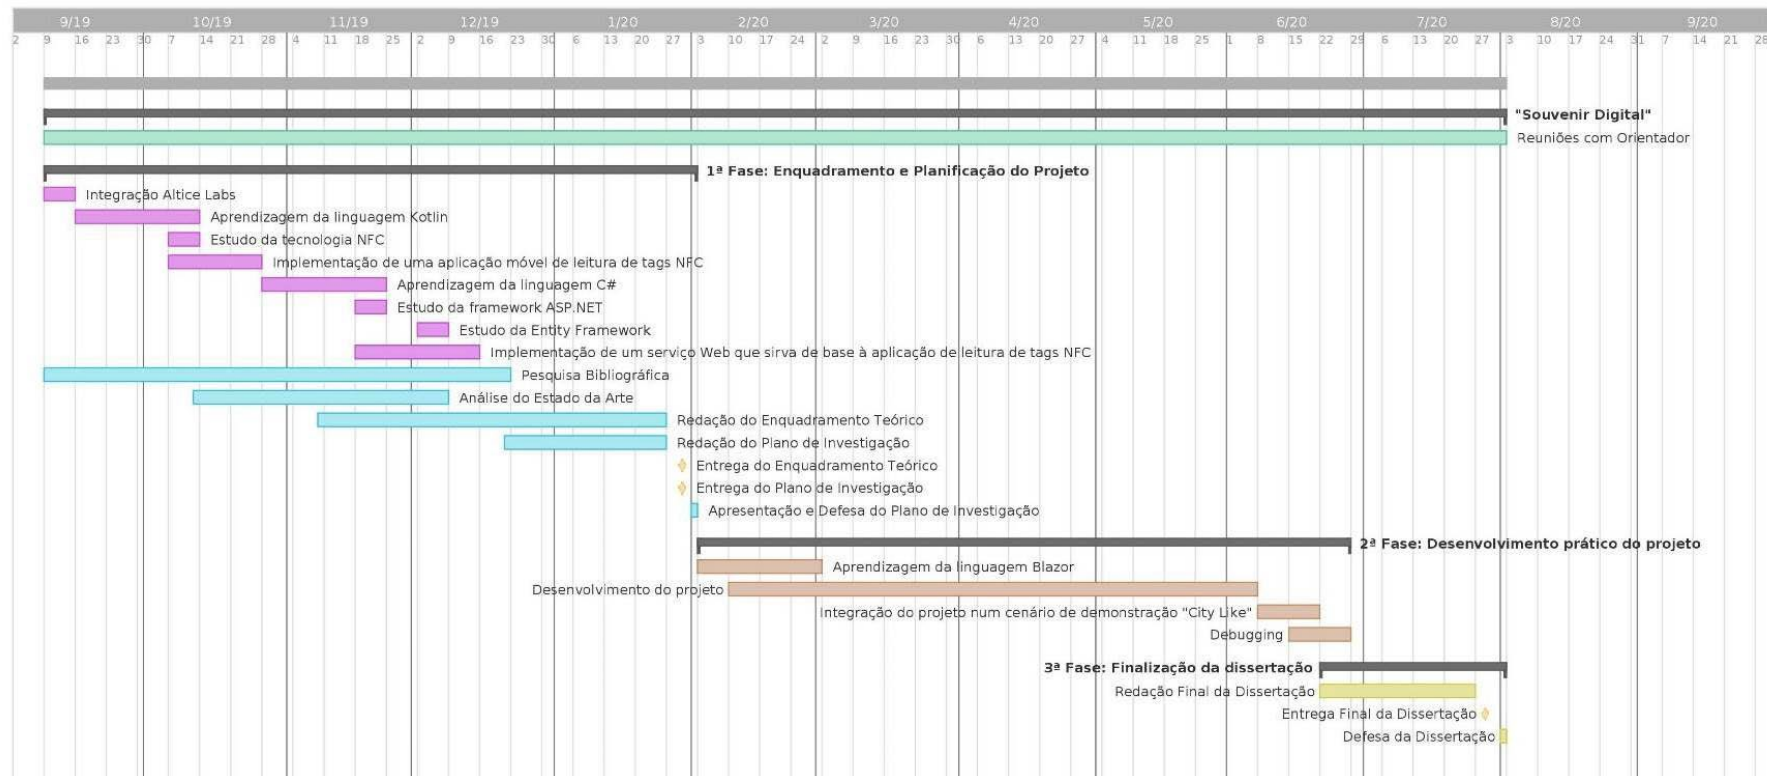 9/19 10/19 11/19 12/19 1/20 2/20 3/20 4/20 5/20 6/20 7/20 8/20 9/20
2 9 16 23 30 7 14 21 28 4 11 18 25 2 9 16 23 30 6 13 20 27 3 10 17 24 2 9 16 23 30 6 13 20 27 4 11 18 25 1 8 15 22 29 6 13 20 27 3 10 17 24 31 7 14 21 28
"Souvenir Digital"
Reuniões com Orientador
1ª Fase: Enquadramento e Planificação do Projeto
Integração Altice Labs
Aprendizagem da linguagem Kotlin
Estudo da tecnologia NFC
Implementação de uma aplicação móvel de leitura de tags NFC
Aprendizagem da linguagem C#
Estudo da framework ASP.NET
Estudo da Entity Framework
Implementação de um serviço Web que sirva de base à aplicação de leitura de tags NFC
Pesquisa Bibliográfica
Análise do Estado da Arte
Redação do Enquadramento Teórico
Redação do Plano de Investigação
Entrega do Enquadramento Teórico
Entrega do Plano de Investigação
Apresentação e Defesa do Plano de Investigação
2ª Fase: Desenvolvimento prático do projeto
Aprendizagem da linguagem Blazor
Desenvolvimento do projeto
Integração do projeto num cenário de demonstração "City Like"
Debugging
3ª Fase: Finalização da dissertação
Redação Final da Dissertação
Entrega Final da Dissertação
Defesa da Dissertação